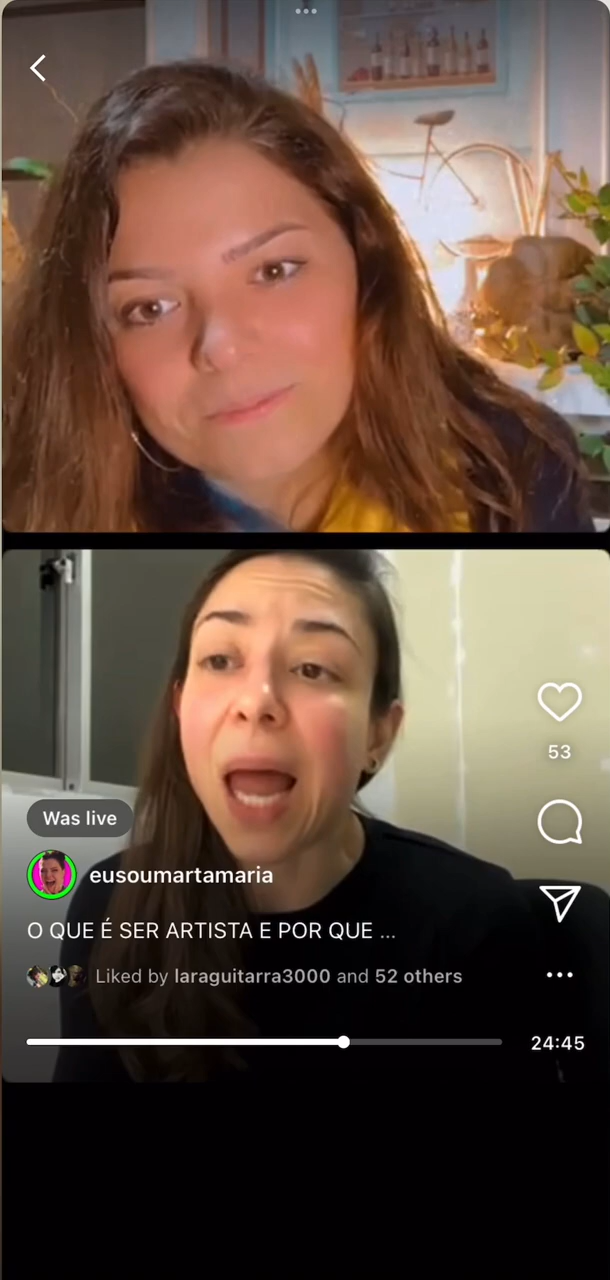 Was live
eusoumartamaria
O QUE É SER ARTISTA E POR QUE ...
Liked by laraguitarra3000 and 52 others
53
24:45